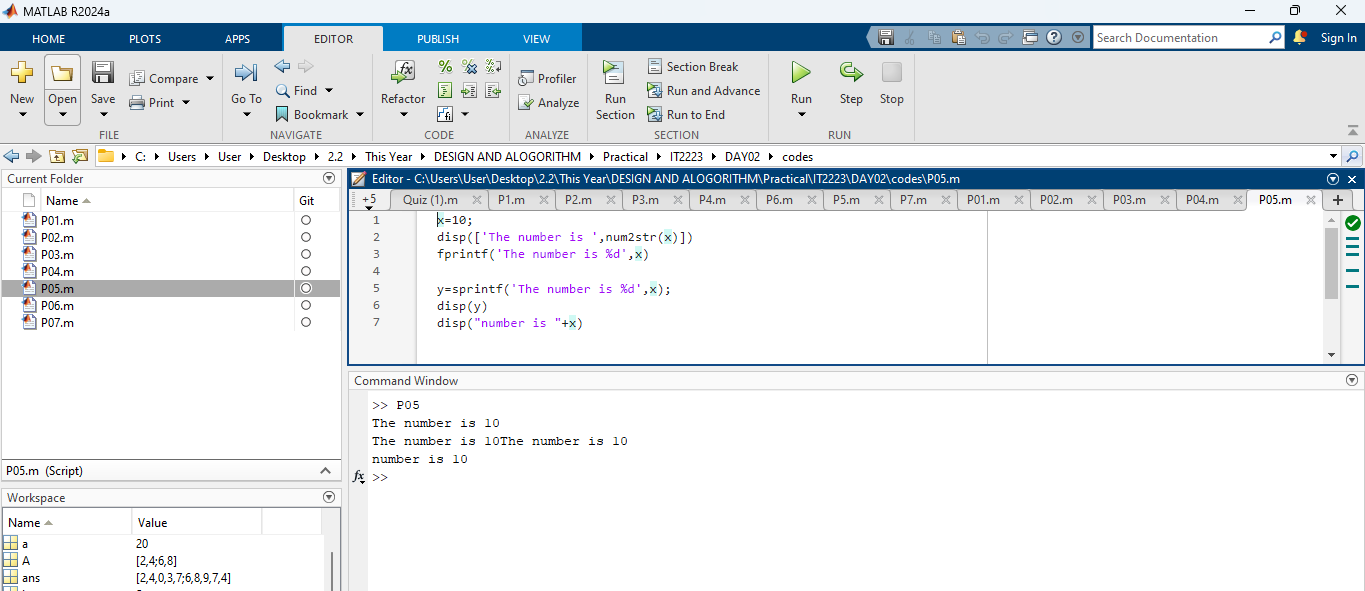 MATLAB R2024a
HOME PLOTS APPS EDITOR PUBLISH VIEW Search Documentation Sign In
New Open Save Compare Print Go To Find Bookmark Refactor Profiler Analyze Run Section Section Break Run and Advance Run to End Run Step Stop
FILE NAVIGATE CODE ANALYZE SECTION RUN
C: Users User Desktop 2.2 This Year DESIGN AND ALOGORITHM Practical IT2223 DAY02 codes
Current Folder
Name Git
P01.m
P02.m
P03.m
P04.m
P05.m
P06.m
P07.m
P05.m (Script)
Workspace
Name Value
a 20
A [2,4;6,8]
ans [2,4,0,3,7;6,8,9,7,4]
Editor - C:\Users\User\Desktop\2.2\This Year\DESIGN AND ALOGORITHM\Practical\IT2223\DAY02\codes\P05.m
+5 Quiz (1).m P1.m P2.m P3.m P4.m P6.m P5.m P7.m P01.m P02.m P03.m P04.m P05.m
1 x=10;
2 disp(['The number is ',num2str(x)])
3 fprintf('The number is %d',x)
4
5 y=sprintf('The number is %d',x);
6 disp(y)
7 disp("number is "+x)
Command Window
>> P05
The number is 10
The number is 10The number is 10
number is 10
fx >>